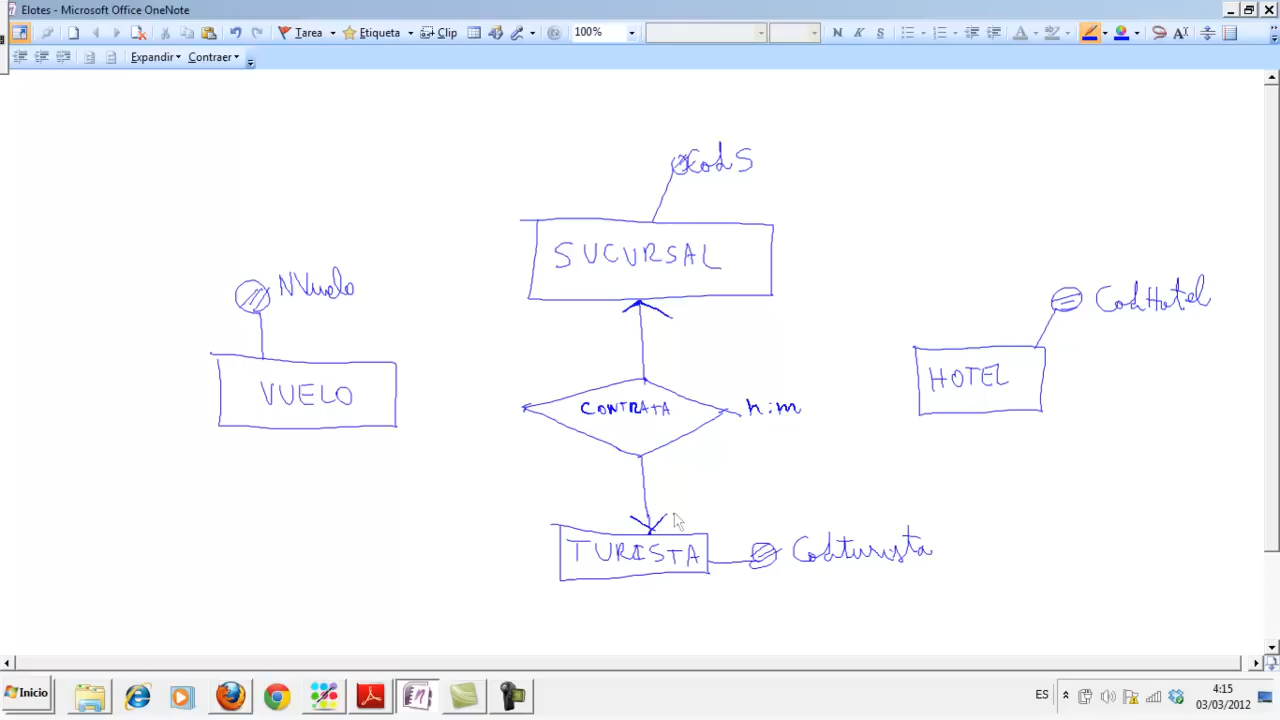 Elotes - Microsoft Office OneNote
Tarea Etiqueta Clip 100% N K S A ab A
Expandir Contraer
CodS
SUCURSAL
NVuelo
CodHotel
VUELO
HOTEL
CONTRATA n:m
TURISTA Codturista
Inicio
ES 4:15
03/03/2012